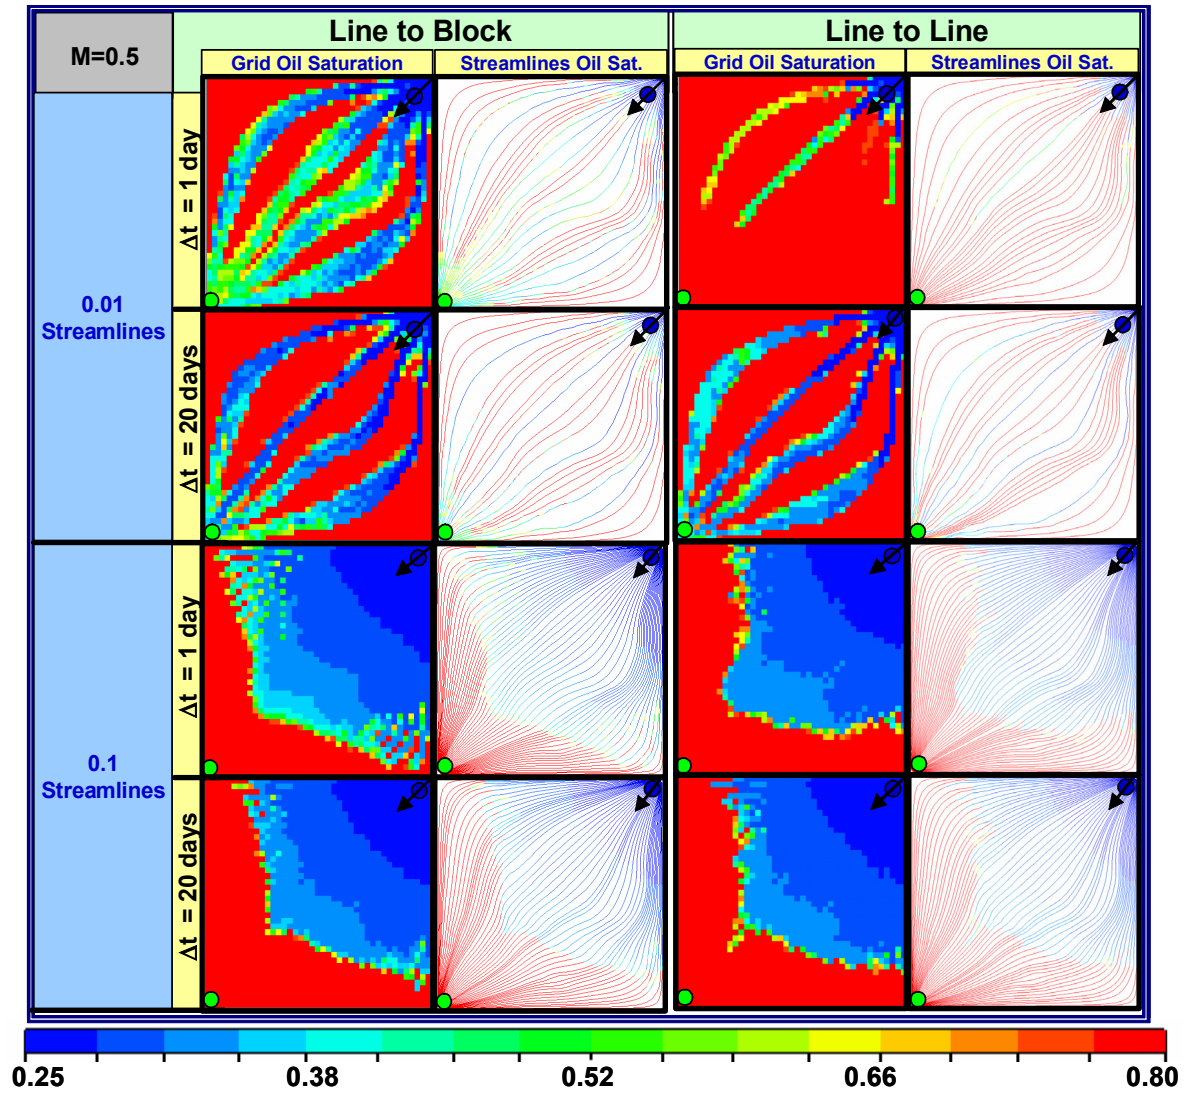 M=0.5
Line to Block
Line to Line
Grid Oil Saturation
Streamlines Oil Sat.
Grid Oil Saturation
Streamlines Oil Sat.
0.01
Streamlines
Δt = 1 day
Δt = 20 days
0.1
Streamlines
Δt = 1 day
Δt = 20 days
0.25
0.38
0.52
0.66
0.80